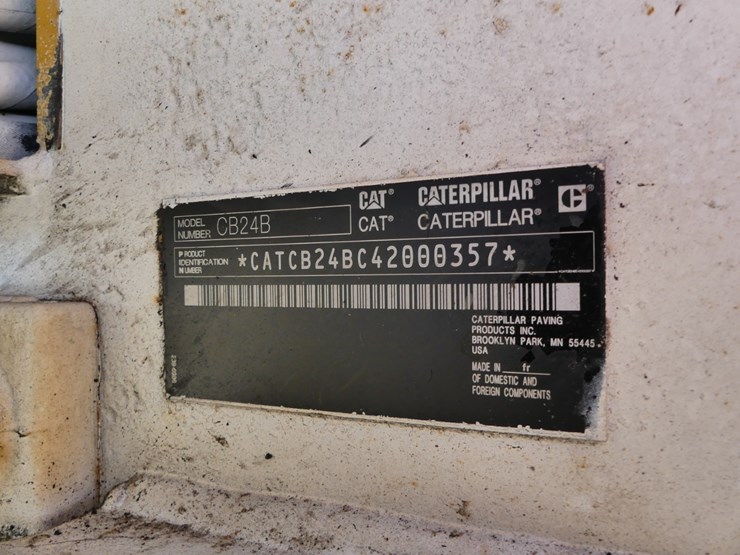 CAT® CATERPILLAR®
MODEL NUMBER CB24B CAT® CATERPILLAR®
PRODUCT
IDENTIFICATION
NUMBER
*CATCB24BC42000357*
CATERPILLAR PAVING
PRODUCTS INC.
BROOKLYN PARK, MN 55445
USA
MADE IN fr
OF DOMESTIC AND
FOREIGN COMPONENTS